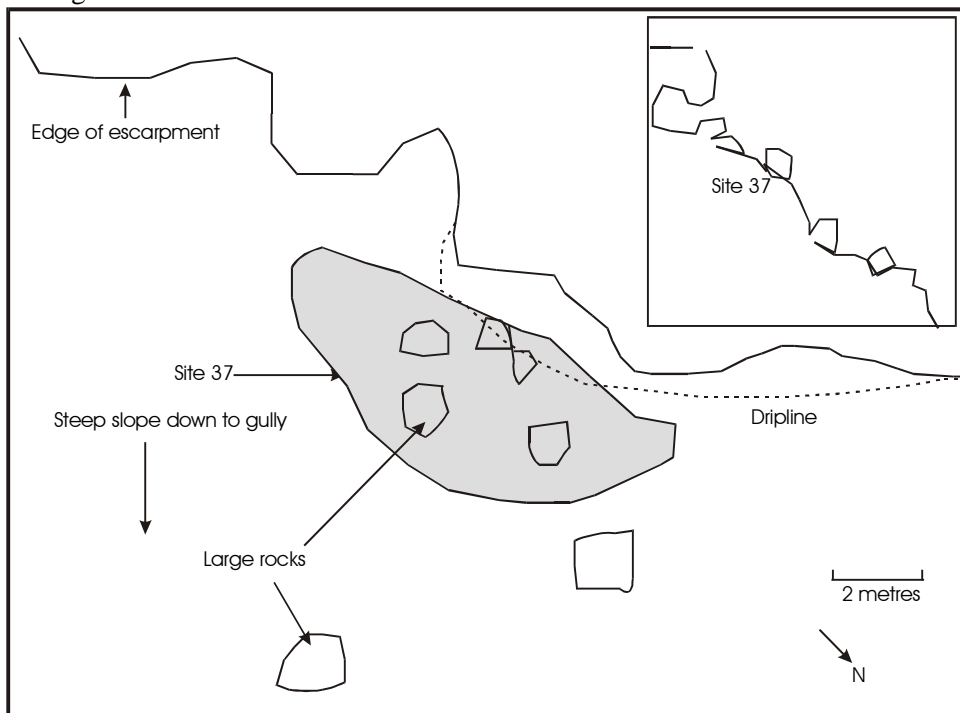 Edge of escarpment
Site 37
Site 37
Steep slope down to gully
Dripline
Large rocks
2 metres
N